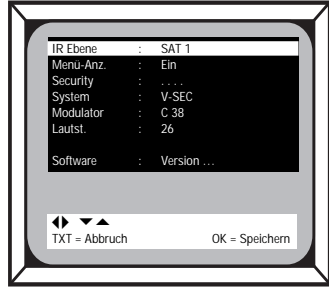 IR Ebene : SAT 1
Menü-Anz. : Ein
Security : . . . .
System : V-SEC
Modulator : C 38
Lautst. : 26
Software : Version ...
TXT = Abbruch OK = Speichern